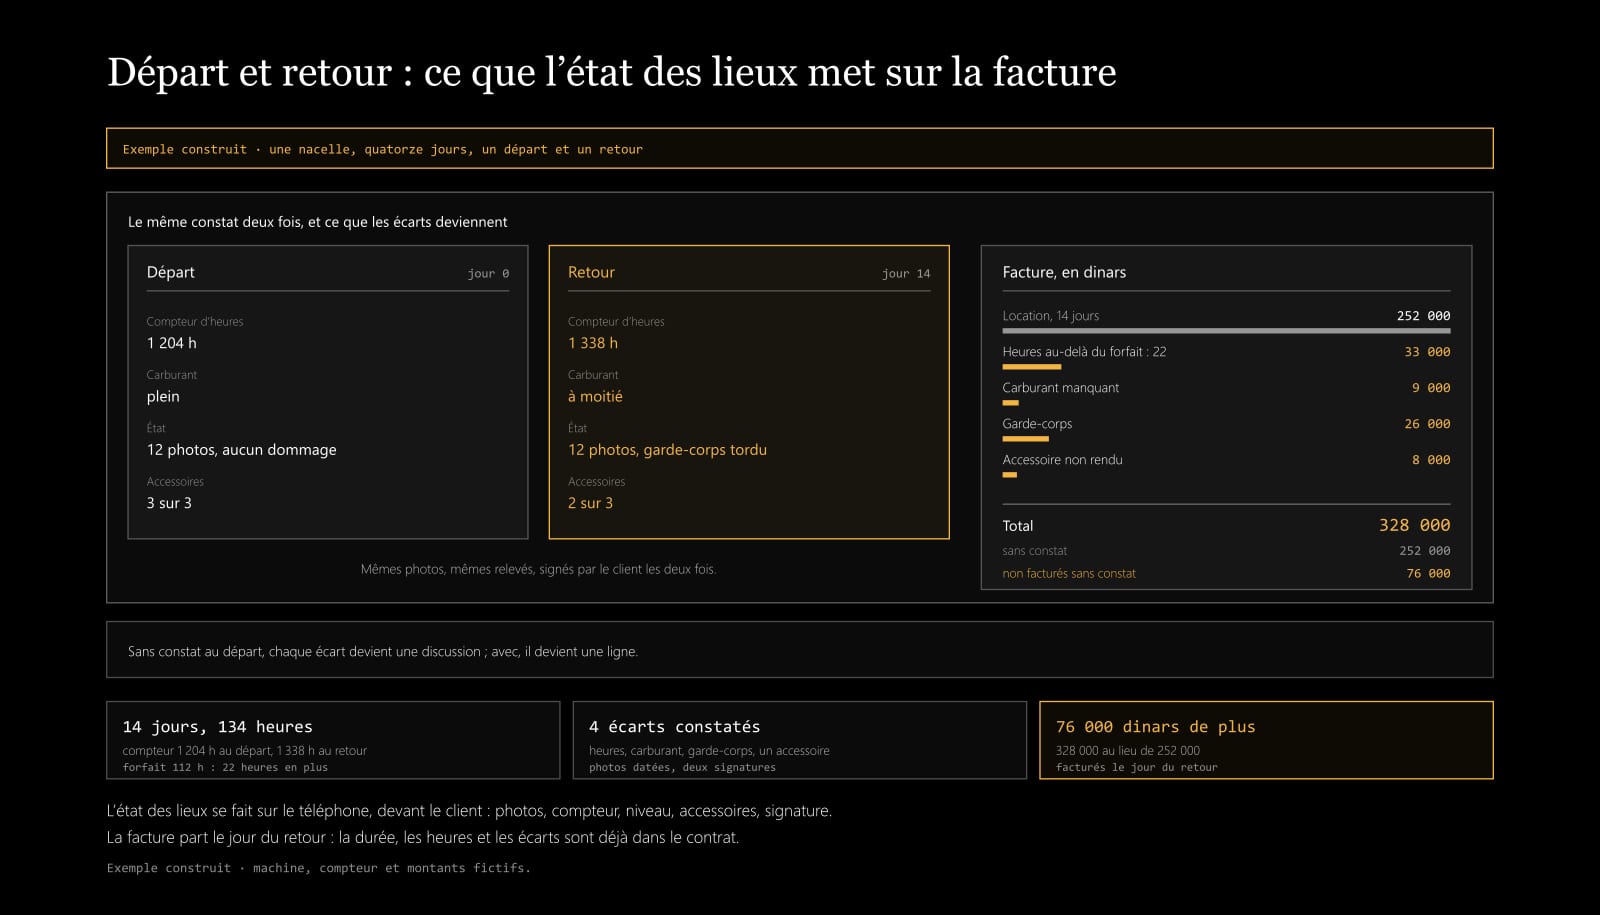 Départ et retour : ce que l’état des lieux met sur la facture
Exemple construit · une nacelle, quatorze jours, un départ et un retour
Le même constat deux fois, et ce que les écarts deviennent
Départ jour 0
Compteur d’heures
1 204 h
Carburant
plein
État
12 photos, aucun dommage
Accessoires
3 sur 3
Retour jour 14
Compteur d’heures
1 338 h
Carburant
à moitié
État
12 photos, garde-corps tordu
Accessoires
2 sur 3
Mêmes photos, mêmes relevés, signés par le client les deux fois.
Facture, en dinars
Location, 14 jours 252 000
Heures au-delà du forfait : 22 33 000
Carburant manquant 9 000
Garde-corps 26 000
Accessoire non rendu 8 000
Total 328 000
sans constat 252 000
non facturés sans constat 76 000
Sans constat au départ, chaque écart devient une discussion ; avec, il devient une ligne.
14 jours, 134 heures
compteur 1 204 h au départ, 1 338 h au retour
forfait 112 h : 22 heures en plus
4 écarts constatés
heures, carburant, garde-corps, un accessoire
photos datées, deux signatures
76 000 dinars de plus
328 000 au lieu de 252 000
facturés le jour du retour
L’état des lieux se fait sur le téléphone, devant le client : photos, compteur, niveau, accessoires, signature.
La facture part le jour du retour : la durée, les heures et les écarts sont déjà dans le contrat.
Exemple construit · machine, compteur et montants fictifs.